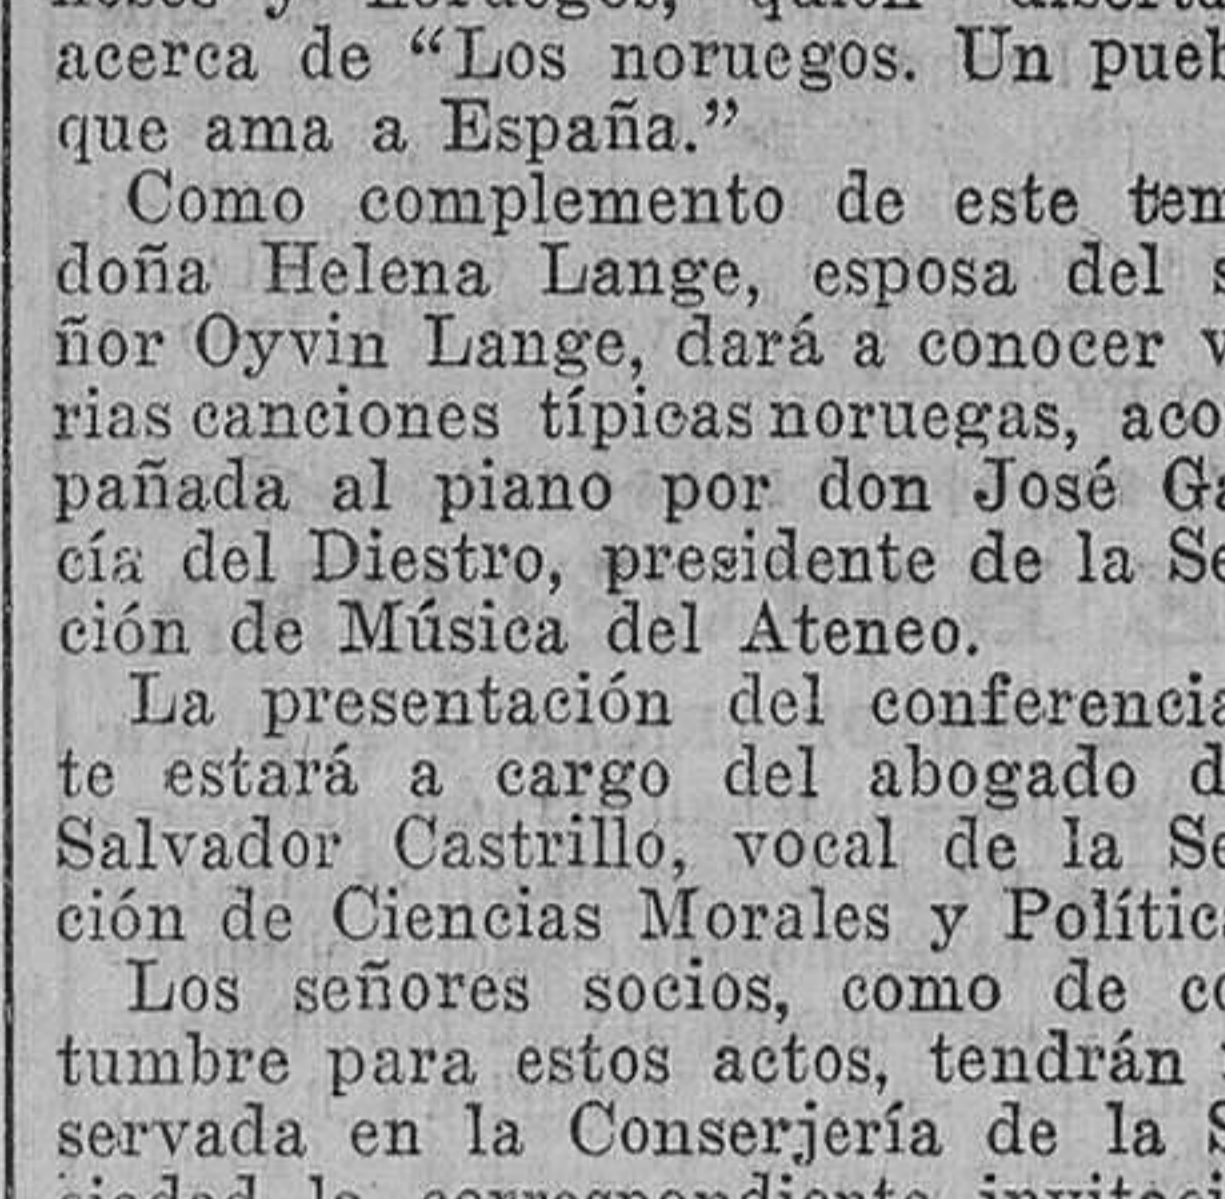 acerca de “Los noruegos. Un pueb
que ama a España.”
Como complemento de este tem
doña Helena Lange, esposa del s
ñor Oyvin Lange, dará a conocer v
rias canciones típicas noruegas, aco
pañada al piano por don José Ga
cía del Diestro, presidente de la Se
ción de Música del Ateneo.
La presentación del conferencia
te estará a cargo del abogado d
Salvador Castrillo, vocal de la Se
ción de Ciencias Morales y Polític
Los señores socios, como de co
tumbre para estos actos, tendrán
servada en la Conserjería de la S
ciedad la correspondiente invitaci